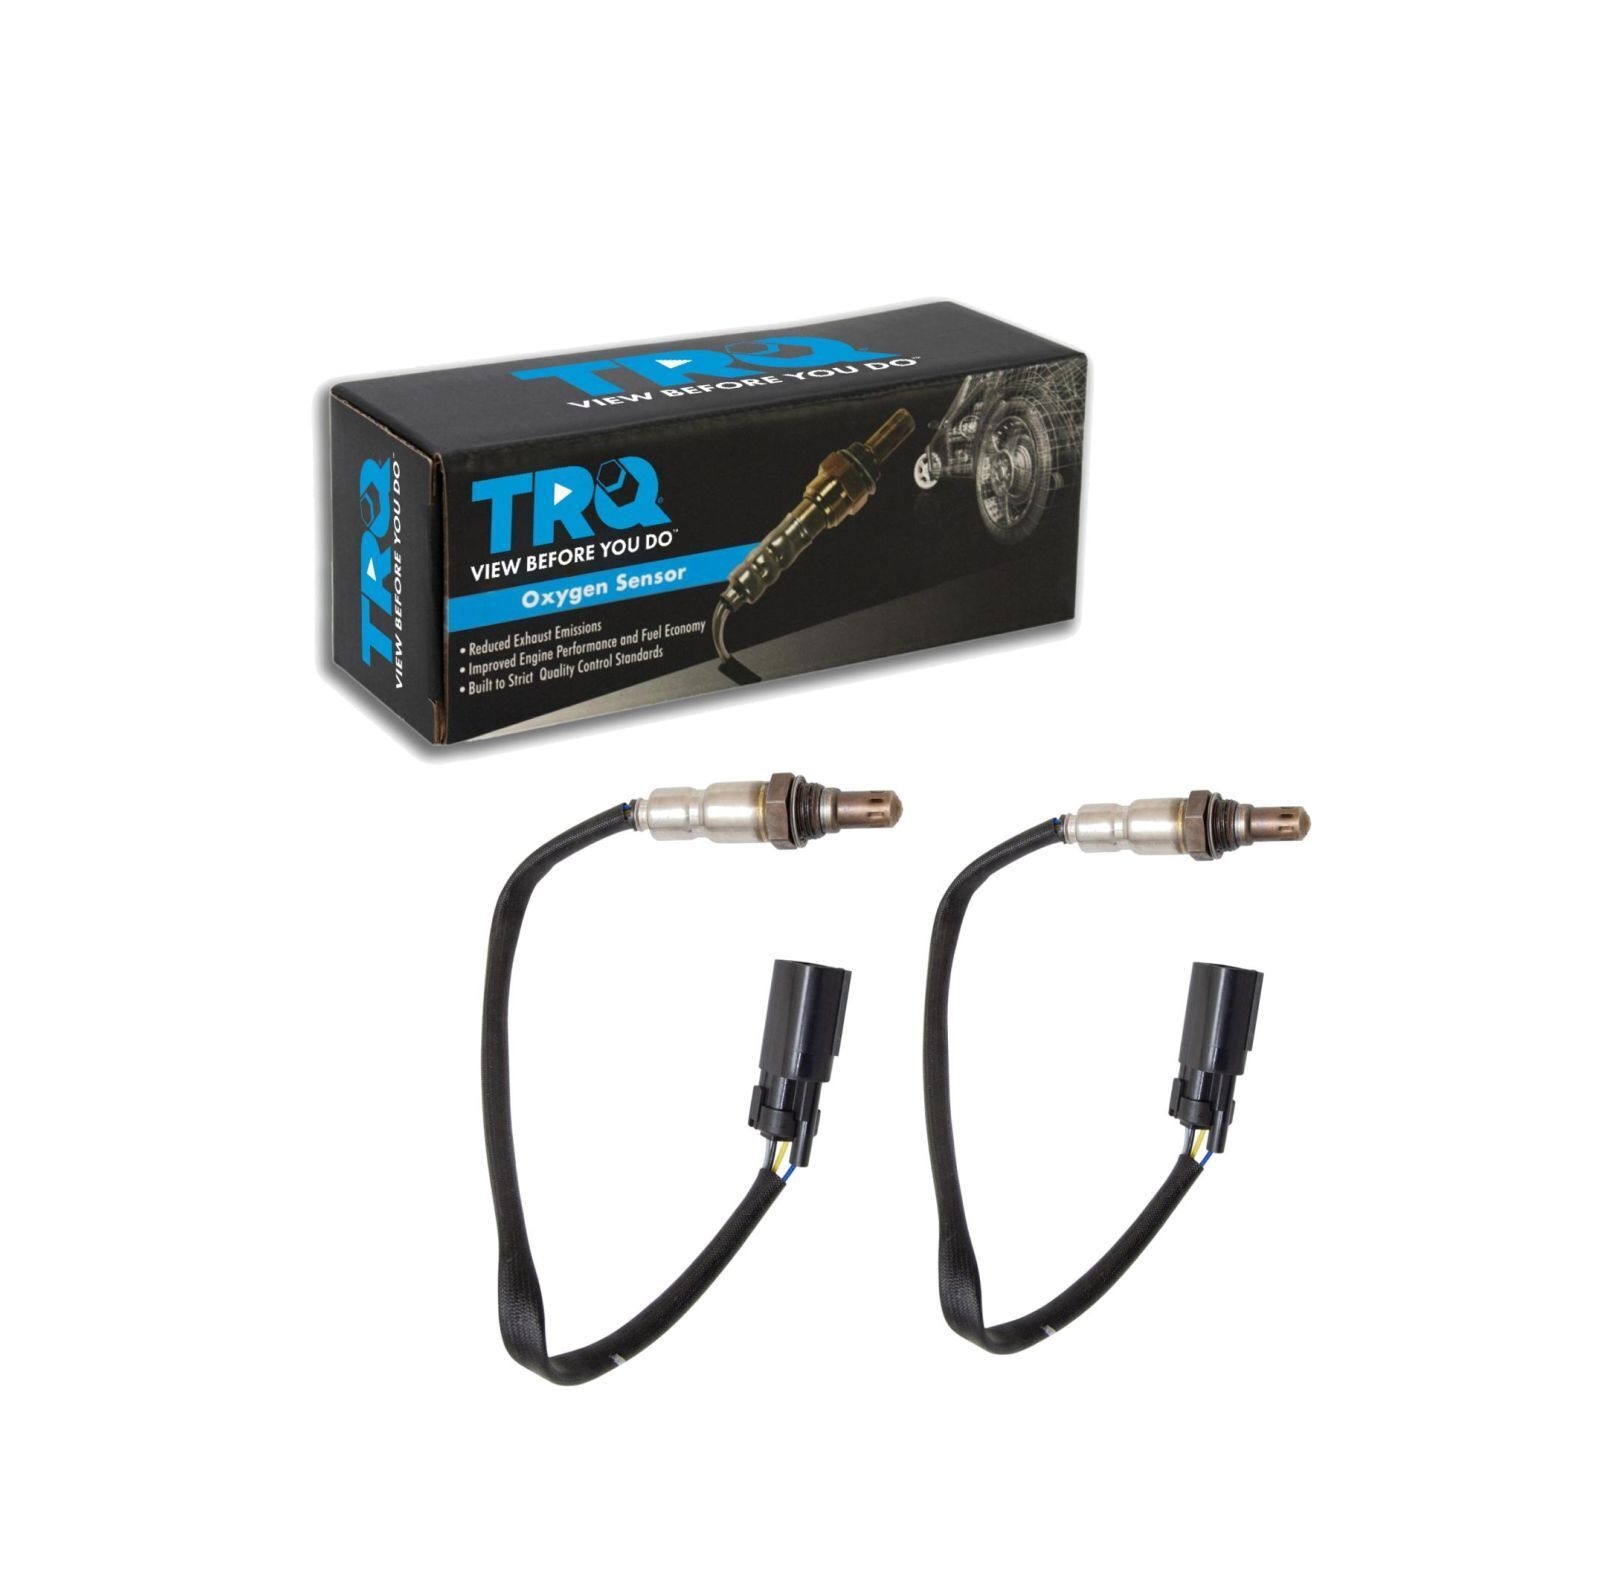 TRQ
VIEW BEFORE YOU DO™
TRQ
VIEW BEFORE YOU DO™
TRQ®
VIEW BEFORE YOU DO™
Oxygen Sensor
• Reduced Exhaust Emissions
• Improved Engine Performance and Fuel Economy
• Built to Strict Quality Control Standards